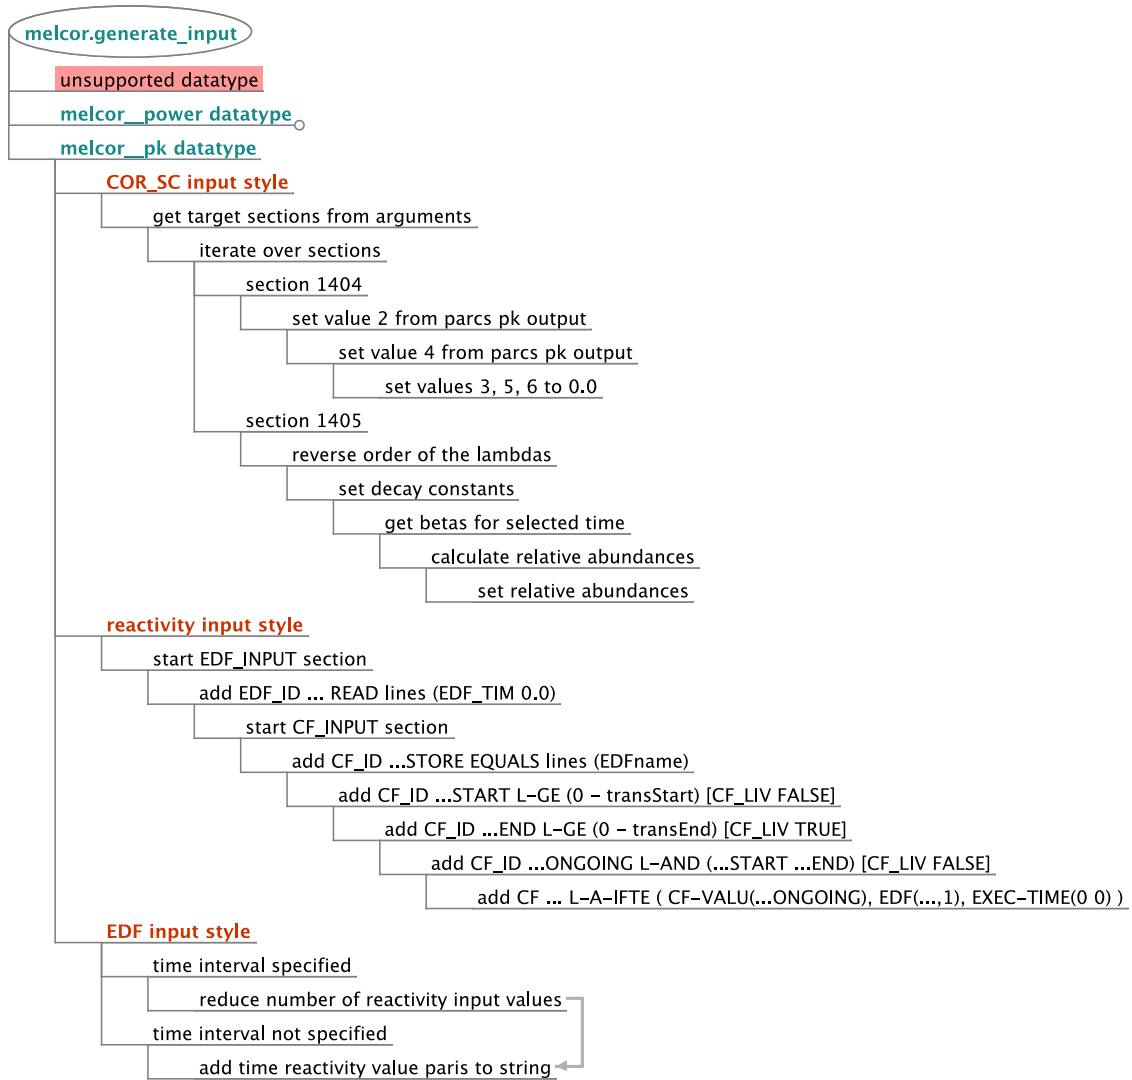 melcor.generate_input
unsupported datatype
melcor__power datatype
melcor__pk datatype
COR_SC input style
get target sections from arguments
iterate over sections
section 1404
set value 2 from parcs pk output
set value 4 from parcs pk output
set values 3, 5, 6 to 0.0
section 1405
reverse order of the lambdas
set decay constants
get betas for selected time
calculate relative abundances
set relative abundances
reactivity input style
start EDF_INPUT section
add EDF_ID ... READ lines (EDF_TIM 0.0)
start CF_INPUT section
add CF_ID ...STORE EQUALS lines (EDFname)
add CF_ID ...START L-GE (0 - transStart) [CF_LIV FALSE]
add CF_ID ...END L-GE (0 - transEnd) [CF_LIV TRUE]
add CF_ID ...ONGOING L-AND (...START ...END) [CF_LIV FALSE]
add CF ... L-A-IFTE ( CF-VALU(...ONGOING), EDF(...,1), EXEC-TIME(0 0) )
EDF input style
time interval specified
reduce number of reactivity input values
time interval not specified
add time reactivity value paris to string